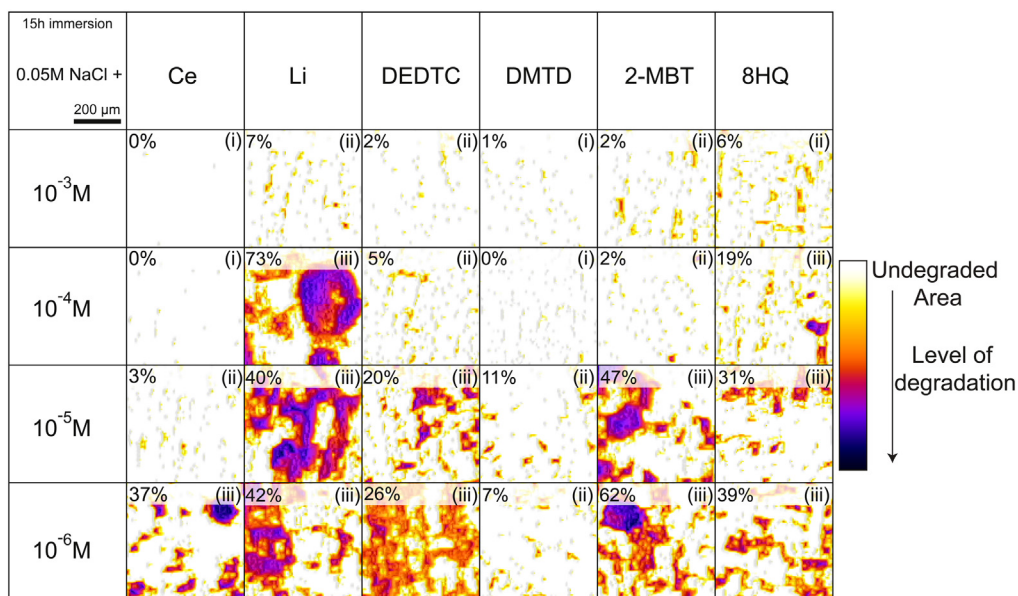 15h immersion
0.05M NaCl +
200 µm
Ce Li DEDTC DMTD 2-MBT 8HQ
10⁻³M
0% (i) 7% (ii) 2% (ii) 1% (i) 2% (ii) 6% (ii)
10⁻⁴M
0% (i) 73% (iii) 5% (ii) 0% (i) 2% (ii) 19% (iii)
10⁻⁵M
3% (ii) 40% (iii) 20% (iii) 11% (ii) 47% (iii) 31% (iii)
10⁻⁶M
37% (iii) 42% (iii) 26% (iii) 7% (ii) 62% (iii) 39% (iii)
Undegraded
Area
Level of
degradation